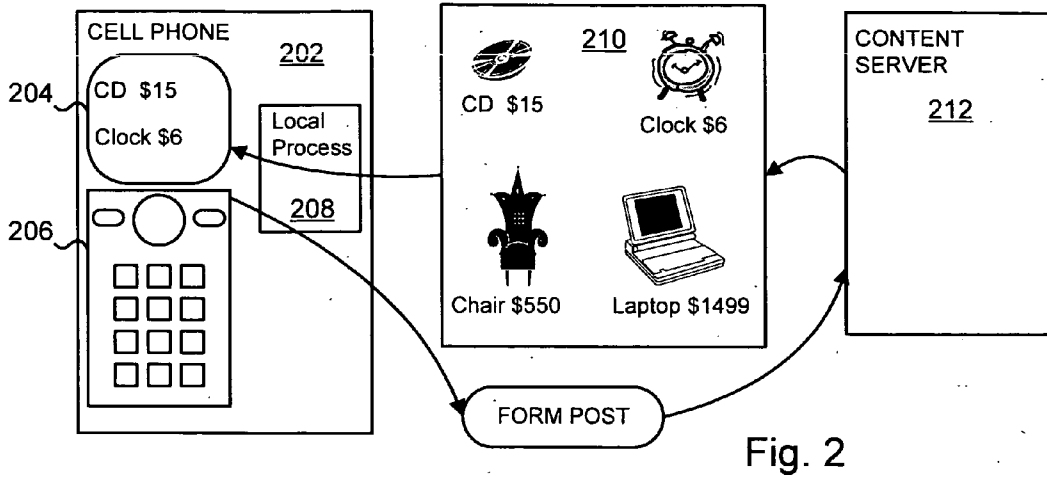 CELL PHONE
202
204
CD $15
Clock $6
Local
Process
208
206
210
CD $15
Clock $6
Chair $550
Laptop $1499
CONTENT
SERVER
212
FORM POST
Fig. 2